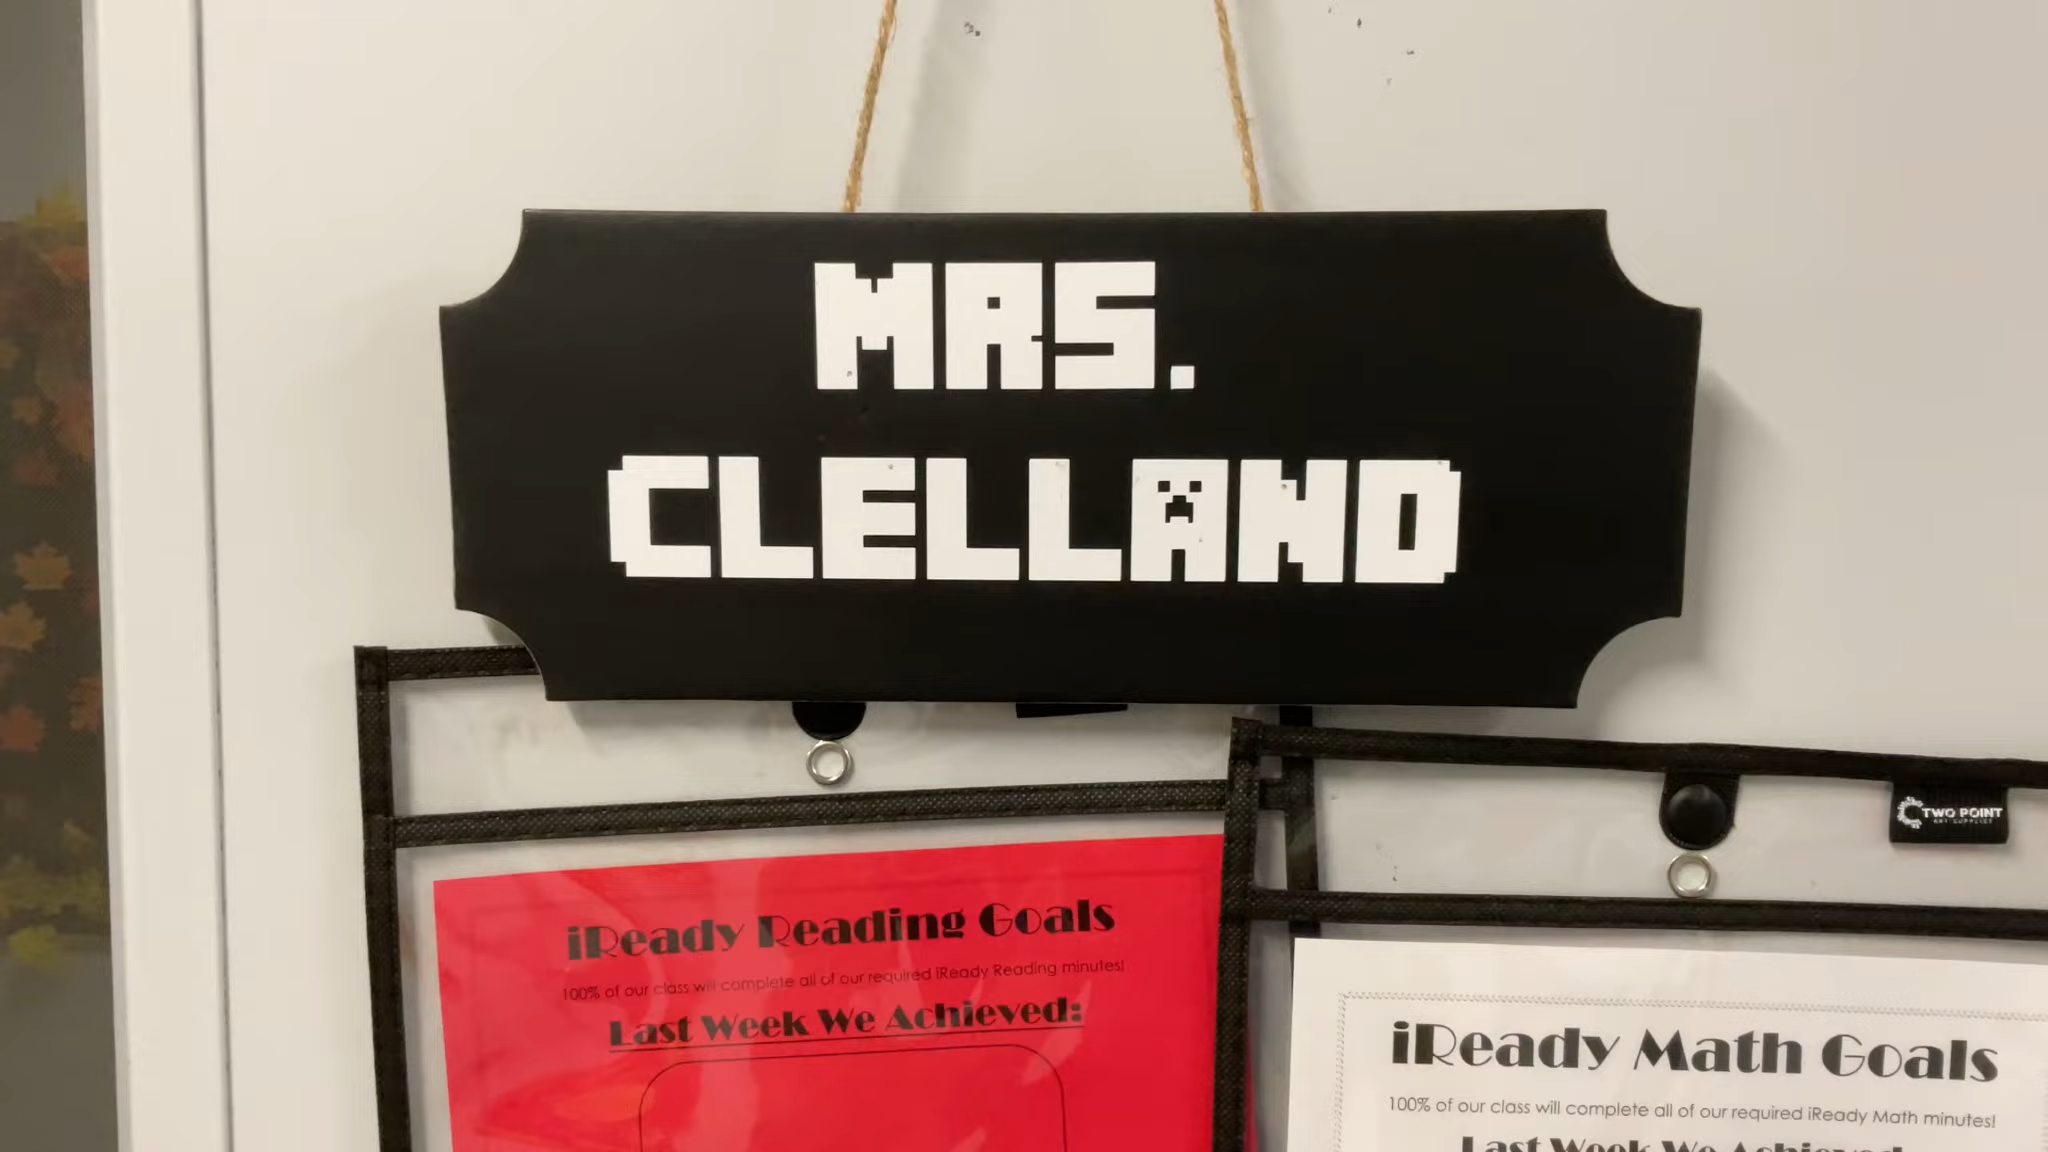 MRS.
CLELLAND
TWO POINT
ART SUPPLIES
iReady Reading Goals
100% of our class will complete all of our required iReady Reading minutes!
Last Week We Achieved:
iReady Math Goals
100% of our class will complete all of our required iReady Math minutes!
Last Week We Achieved: